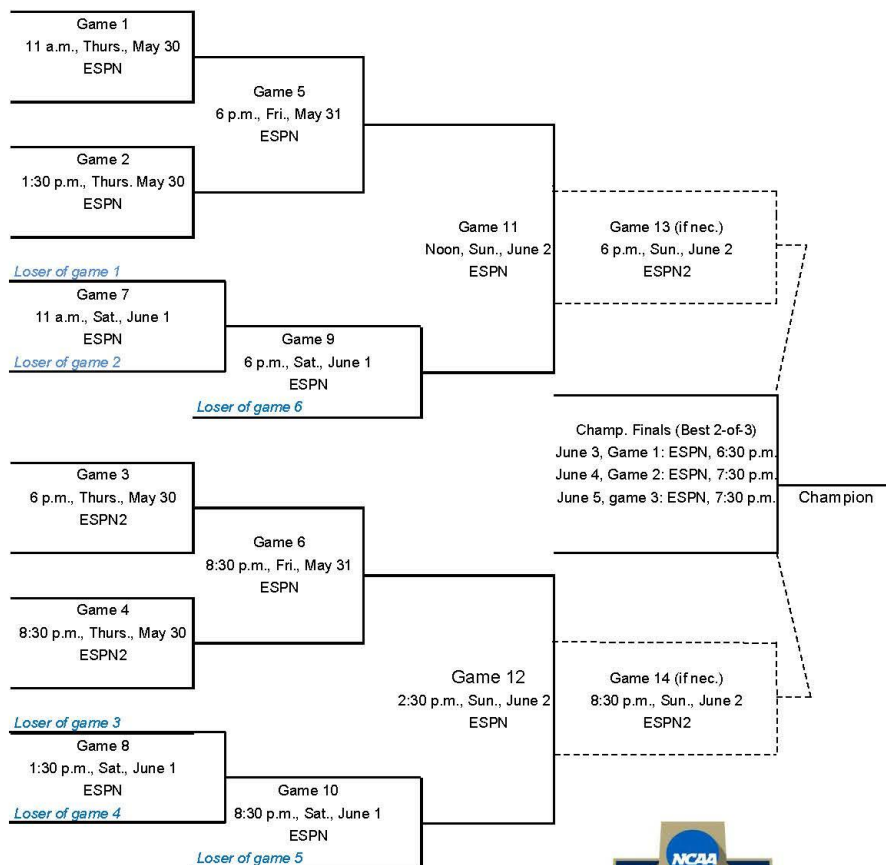 Game 1
11 a.m., Thurs., May 30
ESPN
Game 5
6 p.m., Fri., May 31
ESPN
Game 2
1:30 p.m., Thurs. May 30
ESPN
Game 11
Noon, Sun., June 2
ESPN
Game 13 (if nec.)
6 p.m., Sun., June 2
ESPN2
Loser of game 1
Game 7
11 a.m., Sat., June 1
ESPN
Loser of game 2
Game 9
6 p.m., Sat., June 1
ESPN
Loser of game 6
Champ. Finals (Best 2-of-3)
June 3, Game 1: ESPN, 6:30 p.m.
June 4, Game 2: ESPN, 7:30 p.m.
June 5, game 3: ESPN, 7:30 p.m.
Champion
Game 3
6 p.m., Thurs., May 30
ESPN2
Game 6
8:30 p.m., Fri., May 31
ESPN
Game 4
8:30 p.m., Thurs., May 30
ESPN2
Game 12
2:30 p.m., Sun., June 2
ESPN
Game 14 (if nec.)
8:30 p.m., Sun., June 2
ESPN2
Loser of game 3
Game 8
1:30 p.m., Sat., June 1
ESPN
Loser of game 4
Game 10
8:30 p.m., Sat., June 1
ESPN
Loser of game 5
NCAA